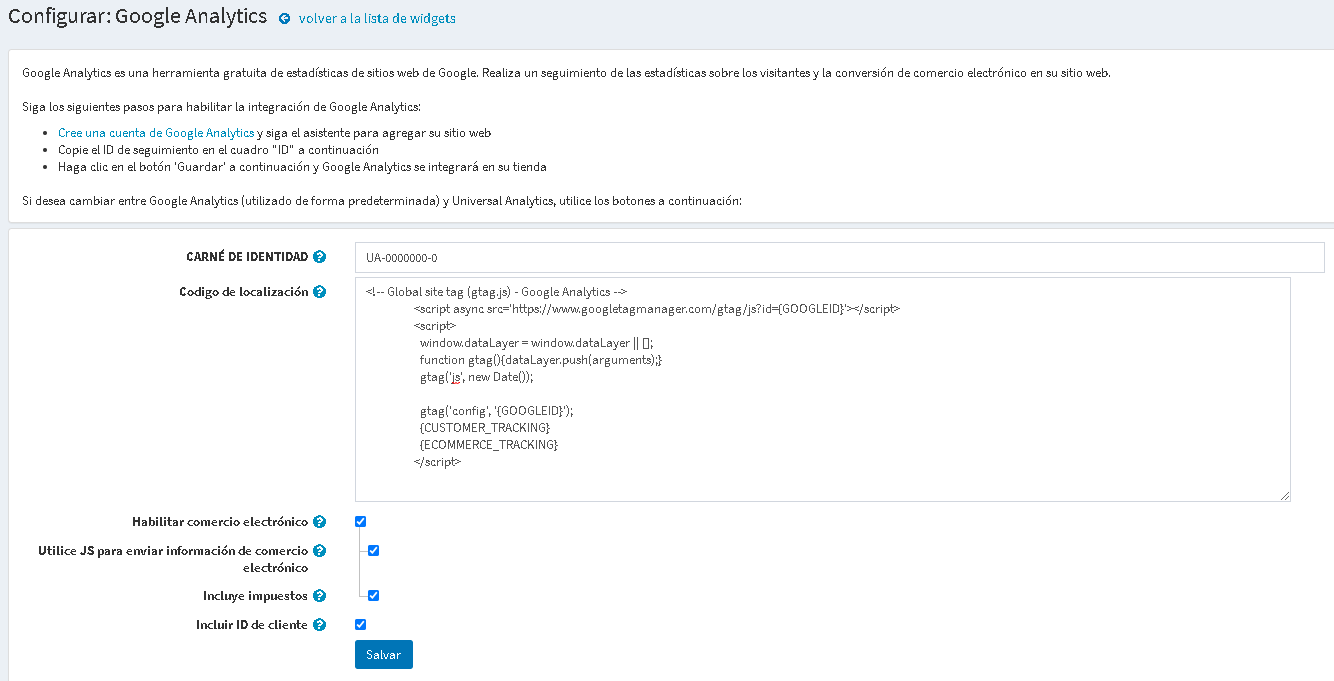 Configurar: Google Analytics volver a la lista de widgets
Google Analytics es una herramienta gratuita de estadísticas de sitios web de Google. Realiza un seguimiento de las estadísticas sobre los visitantes y la conversión de comercio electrónico en su sitio web.
Siga los siguientes pasos para habilitar la integración de Google Analytics:
Cree una cuenta de Google Analytics y siga el asistente para agregar su sitio web
Copie el ID de seguimiento en el cuadro "ID" a continuación
Haga clic en el botón 'Guardar' a continuación y Google Analytics se integrará en su tienda
Si desea cambiar entre Google Analytics (utilizado de forma predeterminada) y Universal Analytics, utilice los botones a continuación:
CARNÉ DE IDENTIDAD ? UA-0000000-0
Codigo de localización ? <!-- Global site tag (gtag.js) - Google Analytics -->
<script async src='https://www.googletagmanager.com/gtag/js?id={GOOGLEID}'></script>
<script>
window.dataLayer = window.dataLayer || [];
function gtag(){dataLayer.push(arguments);}
gtag('js', new Date());
gtag('config', '{GOOGLEID}');
{CUSTOMER_TRACKING}
{ECOMMERCE_TRACKING}
</script>
Habilitar comercio electrónico ?
Utilice JS para enviar información de comercio ?
electrónico
Incluye impuestos ?
Incluir ID de cliente ?
Salvar